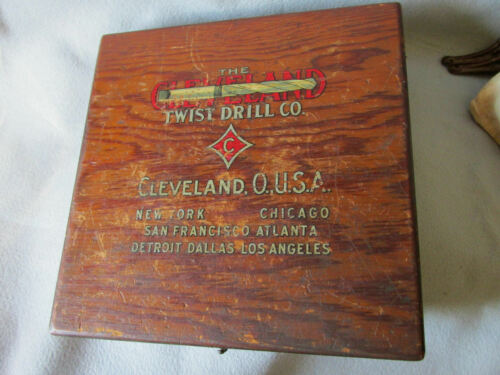 THE
CLEVELAND
TWIST DRILL CO.
C
CLEVELAND, O., U.S.A.
NEW YORK CHICAGO
SAN FRANCISCO ATLANTA
DETROIT DALLAS LOS ANGELES